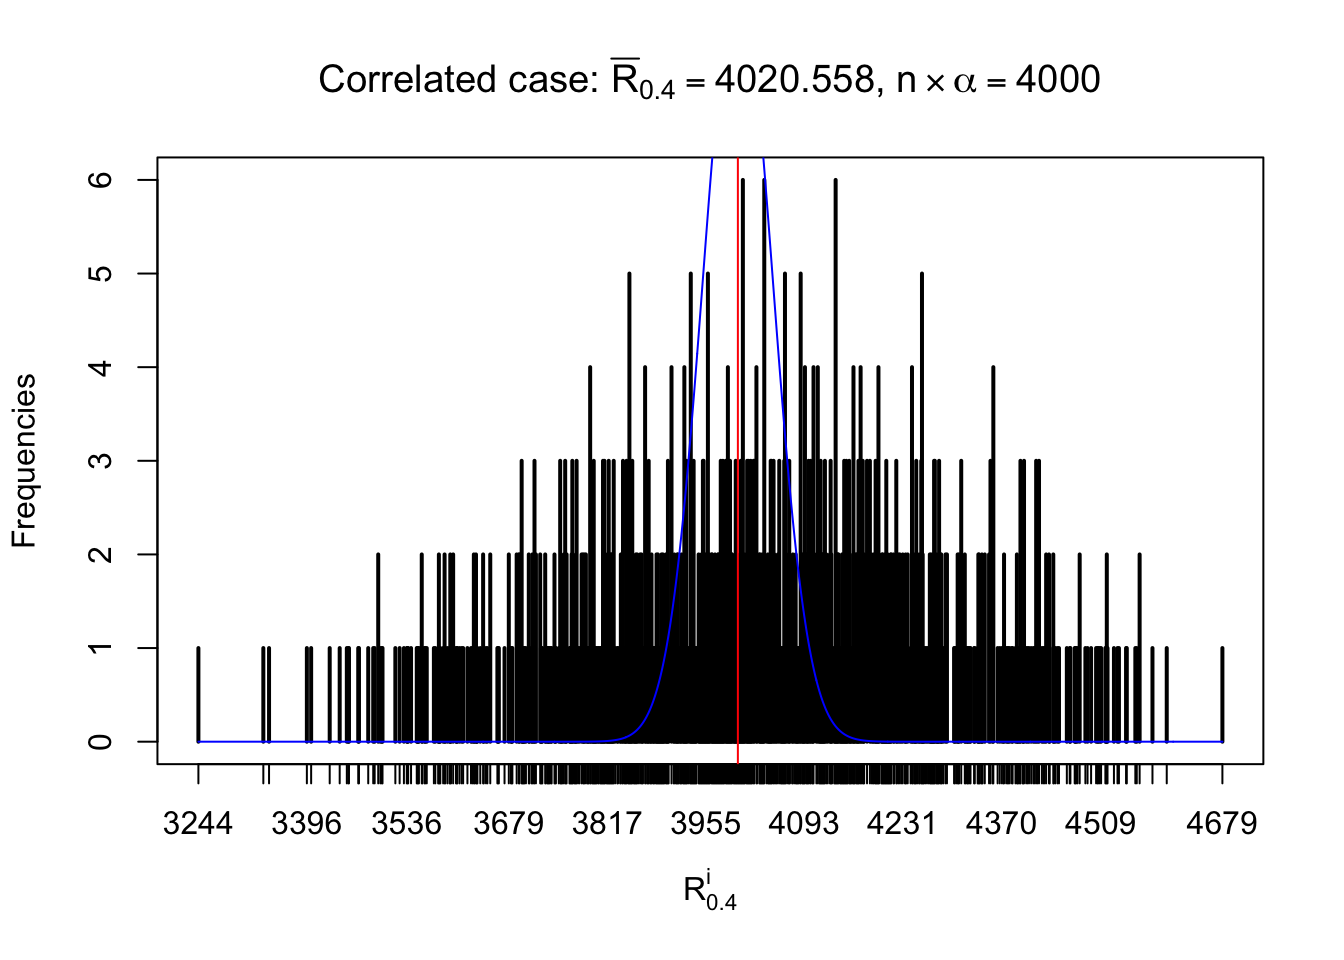 Correlated case: R̅0.4 = 4020.558, n × α = 4000
6
5
4
3
2
1
0
Frequencies
3244 3396 3536 3679 3817 3955 4093 4231 4370 4509 4679
R^i_0.4